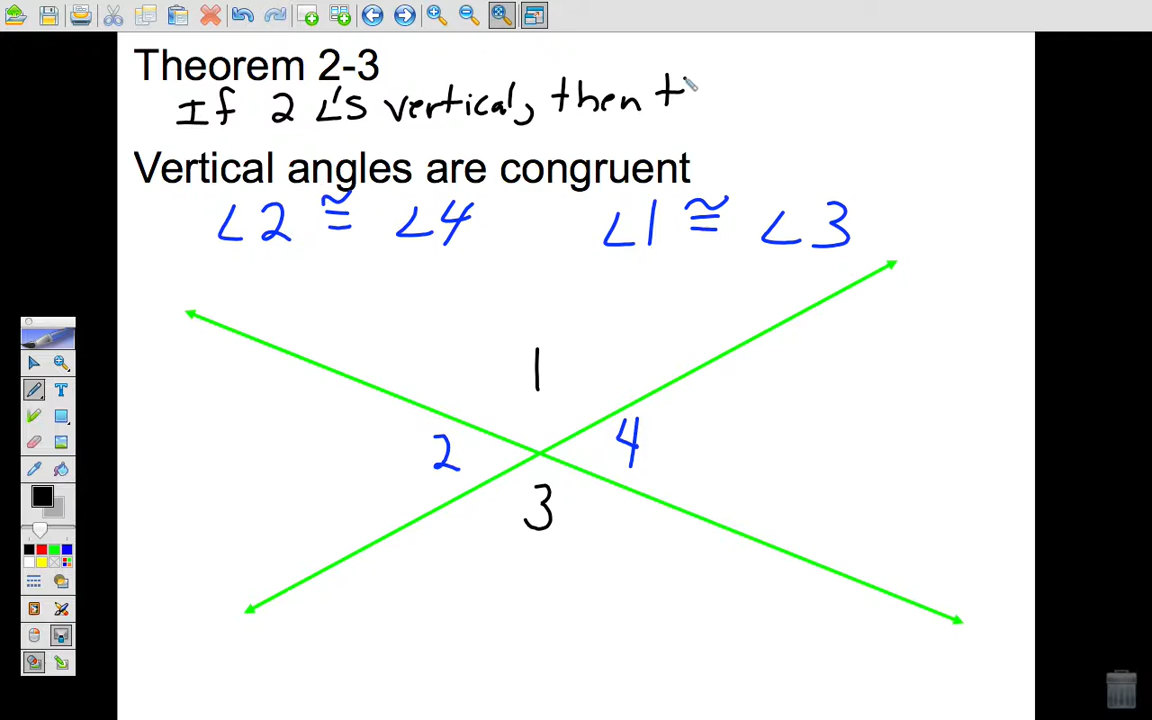 Theorem 2-3
If 2 ∠'s vertical, then t
Vertical angles are congruent
∠2 ≅ ∠4 ∠1 ≅ ∠3
1
2 4
3